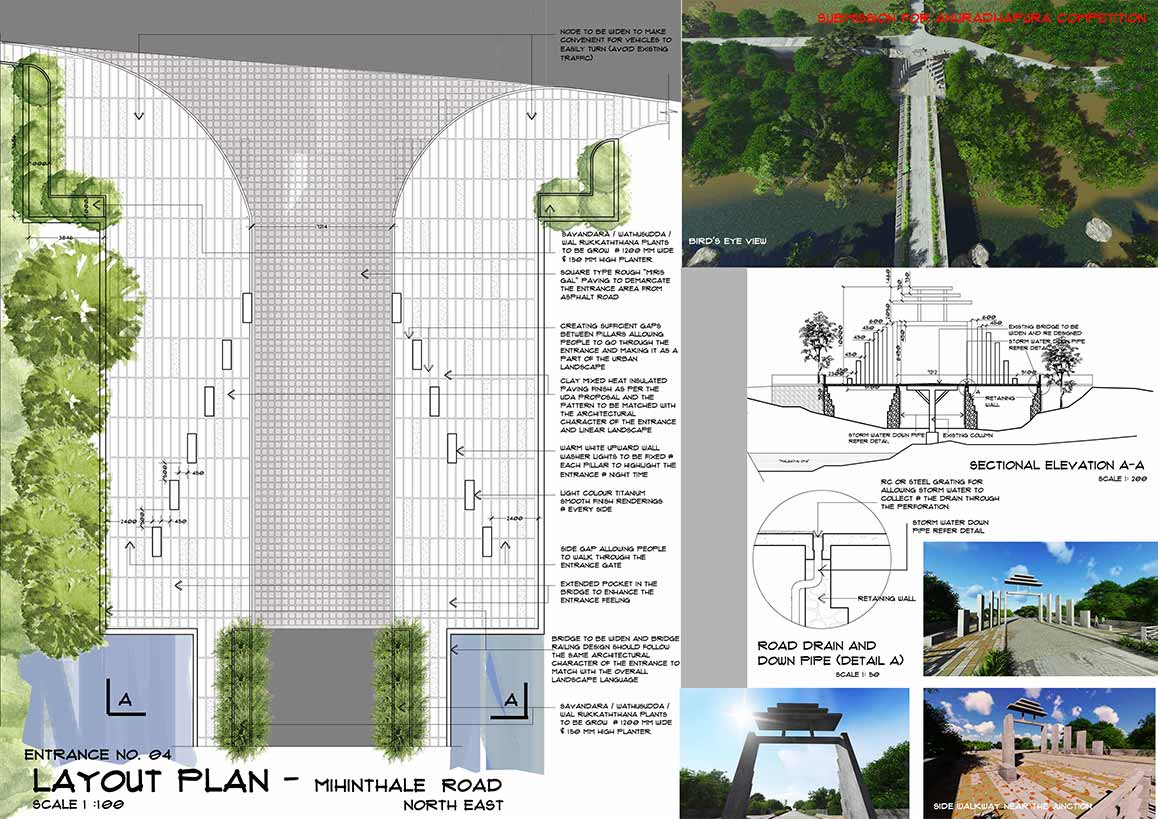 NODE TO BE WIDEN TO MAKE
CONVENIENT FOR VEHICLES TO
EASILY TURN (AVOID EXISTING
TRAFFIC)
SAVANDARA / WATHUSUDDA /
WAL RUKKATHTHANA PLANTS
TO BE GROW @ 1200 MM WIDE
& 150 MM HIGH PLANTER.
SQUARE TYPE ROUGH "MIRIS
GAL" PAVING TO DEMARCATE
THE ENTRANCE AREA FROM
ASPHALT ROAD
CREATING SUFFICIENT GAPS
BETWEEN PILLARS ALLOWING
PEOPLE TO GO THROUGH THE
ENTRANCE AND MAKING IT AS A
PART OF THE URBAN
LANDSCAPE
CLAY MIXED HEAT INSULATED
PAVING FINISH AS PER THE
UDA PROPOSAL AND THE
PATTERN TO BE MATCHED WITH
THE ARCHITECTURAL
CHARACTER OF THE ENTRANCE
AND LINEAR LANDSCAPE
WARM WHITE UPWARD WALL
WASHER LIGHTS TO BE FIXED @
EACH PILLAR TO HIGHLIGHT THE
ENTRANCE @ NIGHT TIME
LIGHT COLOUR TITANIUM
SMOOTH FINISH RENDERINGS
@ EVERY SIDE
SIDE GAP ALLOWING PEOPLE
TO WALK THROUGH THE
ENTRANCE GATE
EXTENDED POCKET IN THE
BRIDGE TO ENHANCE THE
ENTRANCE FEELING
BRIDGE TO BE WIDEN AND BRIDGE
RAILING DESIGN SHOULD FOLLOW
THE SAME ARCHITECTURAL
CHARACTER OF THE ENTRANCE TO
MATCH WITH THE OVERALL
LANDSCAPE LANGUAGE
SAVANDARA / WATHUSUDDA /
WAL RUKKATHTHANA PLANTS
TO BE GROW @ 1200 MM WIDE
& 150 MM HIGH PLANTER.
7214
450
2400
450
2400
A
A
ENTRANCE NO. 04
LAYOUT PLAN - MIHINTHALE ROAD
SCALE 1 :100
NORTH EAST
SUBMISSION FOR ANURADHAPURA COMPETITION
BIRD'S EYE VIEW
600
450
450
450
600
450
450
EXISTING BRIDGE TO BE
WIDEN AND RE DESIGNED
STORM WATER DOWN PIPE
REFER DETAIL
7212
A
RETAINING
WALL
STORM WATER DOWN PIPE
REFER DETAIL
EXISTING COLUMN
SECTIONAL ELEVATION A-A
SCALE 1: 200
RC OR STEEL GRATING FOR
ALLOWING STORM WATER TO
COLLECT @ THE DRAIN THROUGH
THE PERFORATION.
STORM WATER DOWN
PIPE REFER DETAIL
RETAINING WALL
ROAD DRAIN AND
DOWN PIPE (DETAIL A)
SCALE 1: 50
SIDE WALKWAY NEAR THE JUNCTION